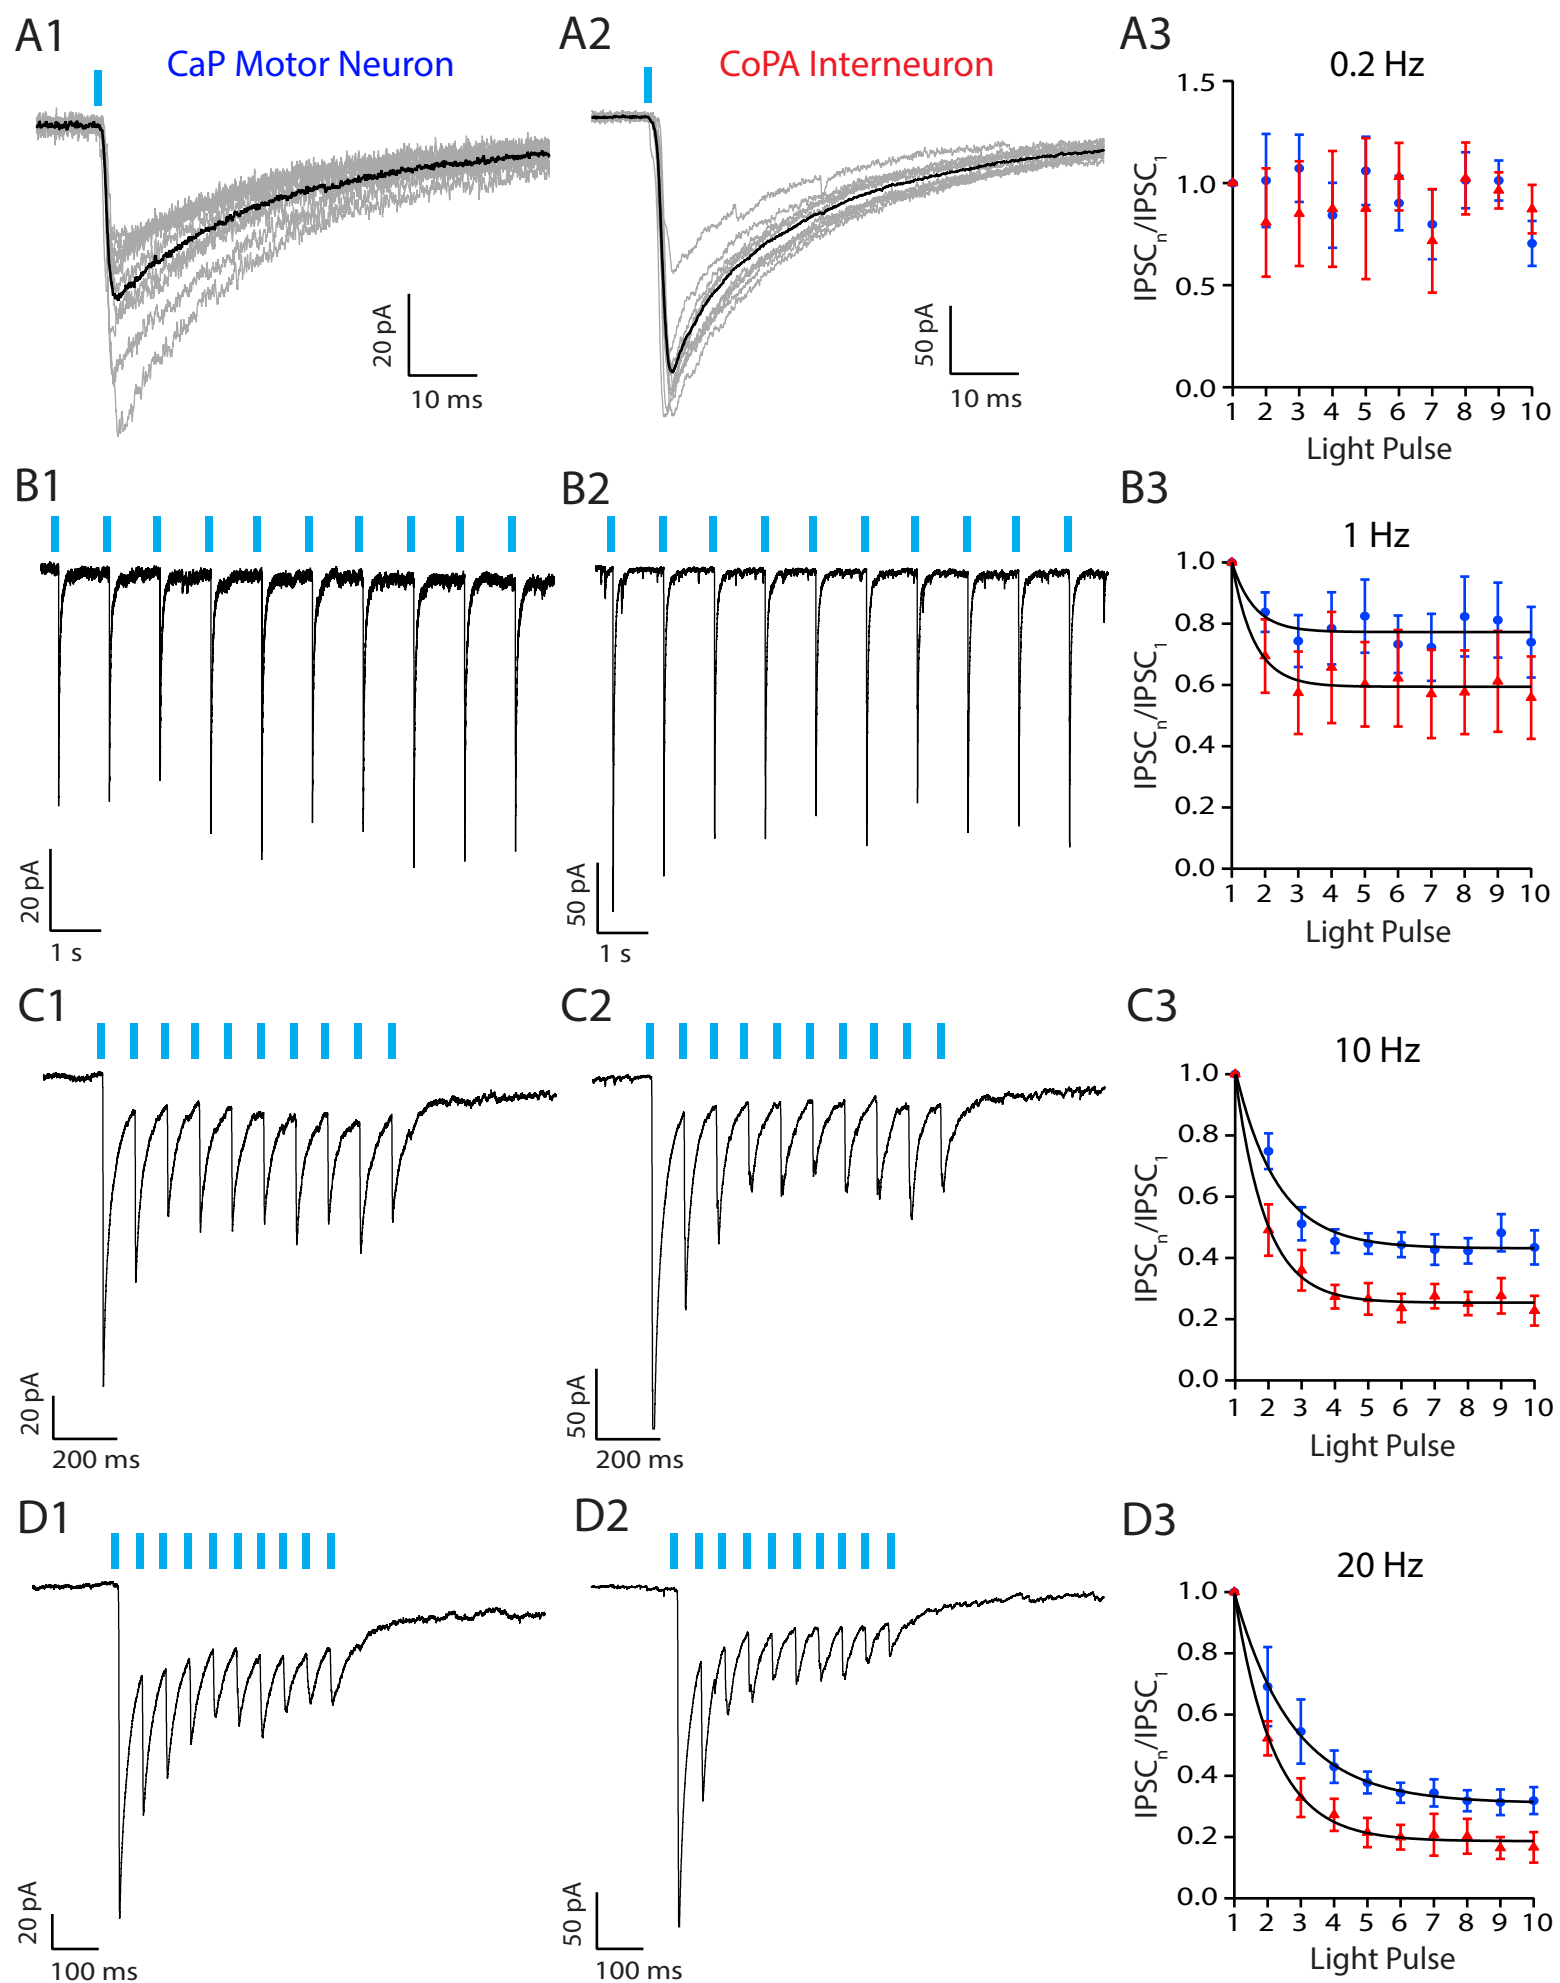 A1
CaP Motor Neuron
20 pA
10 ms
A2
CoPA Interneuron
50 pA
10 ms
A3
0.2 Hz
IPSCn/IPSC1
1.5
1.0
0.5
0.0
1 2 3 4 5 6 7 8 9 10
Light Pulse
B1
20 pA
1 s
B2
50 pA
1 s
B3
1 Hz
IPSCn/IPSC1
1.0
0.8
0.6
0.4
0.2
0.0
1 2 3 4 5 6 7 8 9 10
Light Pulse
C1
20 pA
200 ms
C2
50 pA
200 ms
C3
10 Hz
IPSCn/IPSC1
1.0
0.8
0.6
0.4
0.2
0.0
1 2 3 4 5 6 7 8 9 10
Light Pulse
D1
20 pA
100 ms
D2
50 pA
100 ms
D3
20 Hz
IPSCn/IPSC1
1.0
0.8
0.6
0.4
0.2
0.0
1 2 3 4 5 6 7 8 9 10
Light Pulse